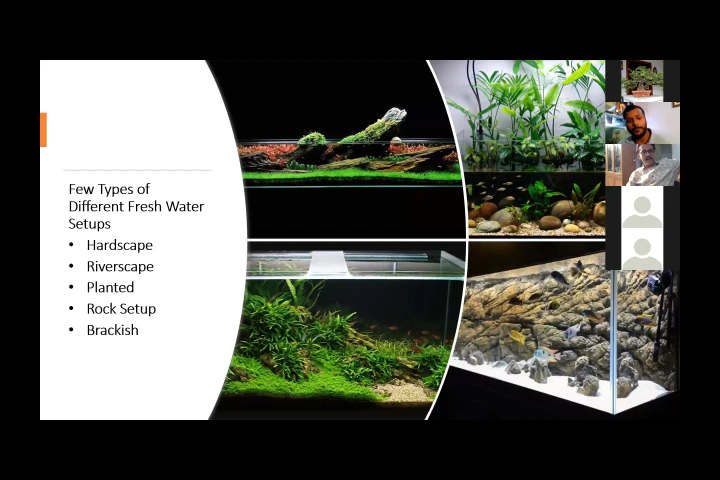 Few Types of
Different Fresh Water
Setups
• Hardscape
• Riverscape
• Planted
• Rock Setup
• Brackish